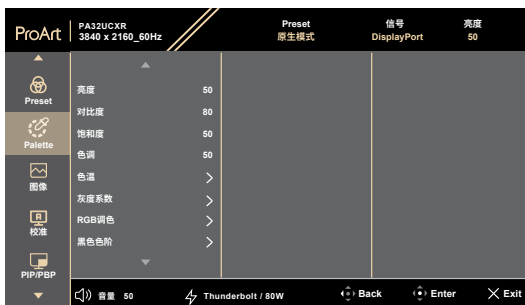 ProArt
PA32UCXR
3840 x 2160_60Hz
Preset
原生模式
信号
DisplayPort
亮度
50
Preset
Palette
图像
校准
PIP/PBP
亮度 50
对比度 80
饱和度 50
色调 50
色温
灰度系数
RGB调色
黑色色阶
音量 50
Thunderbolt / 80W
Back
Enter
Exit